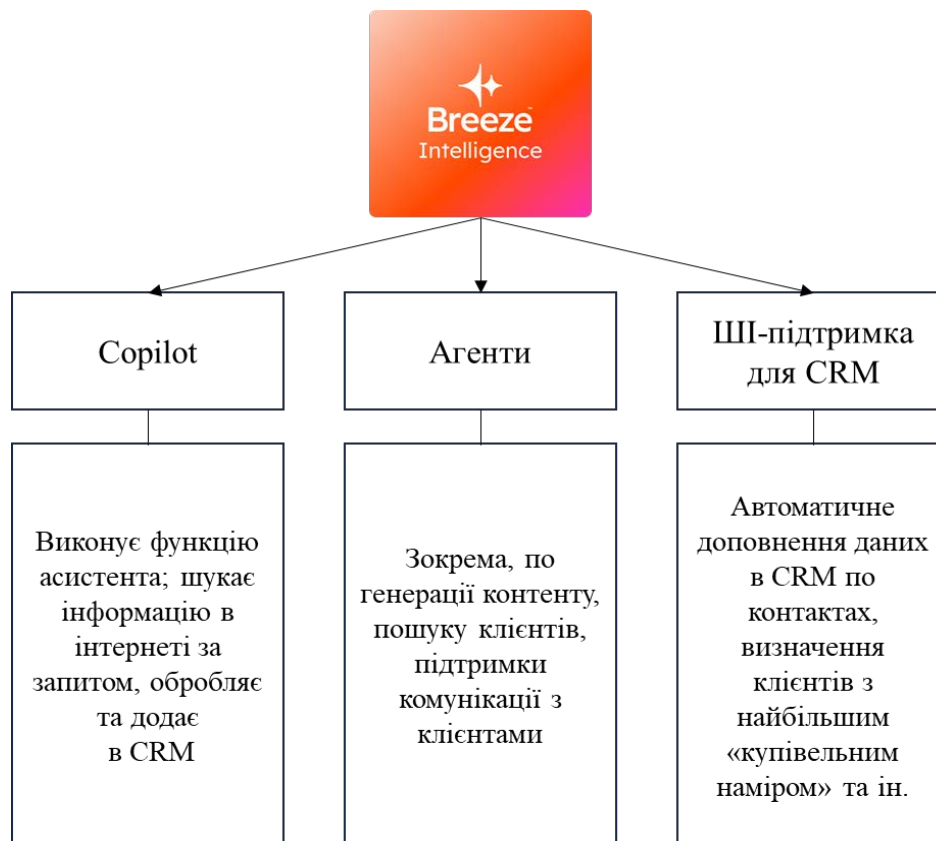 Breeze
Intelligence
Copilot
Агенти
ШІ-підтримка
для CRM
Виконує функцію
асистента; шукає
інформацію в
інтернеті за
запитом, обробляє
та додає
в CRM
Зокрема, по
генерації контенту,
пошуку клієнтів,
підтримки
комунікації з
клієнтами
Автоматичне
доповнення даних
в CRM по
контактах,
визначення
клієнтів з
найбільшим
«купівельним
наміром» та ін.